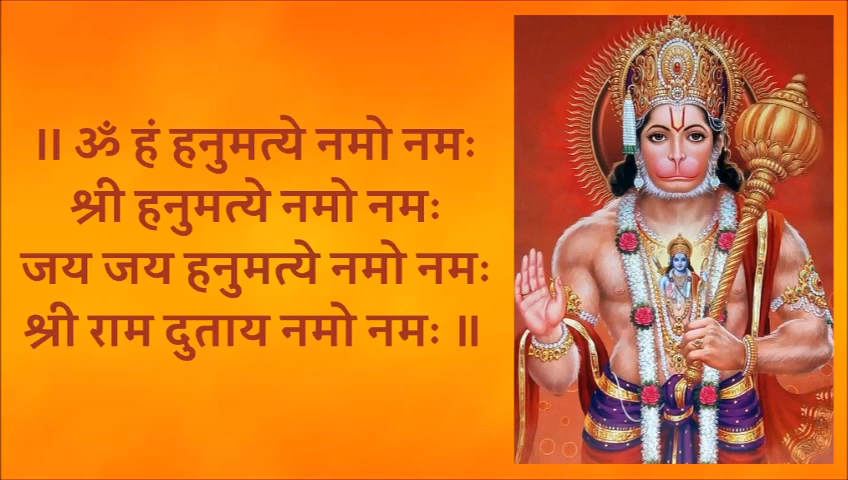 ॥ ॐ हं हनुमत्ये नमो नमः
श्री हनुमत्ये नमो नमः
जय जय हनुमत्ये नमो नमः
श्री राम दुताय नमो नमः ॥